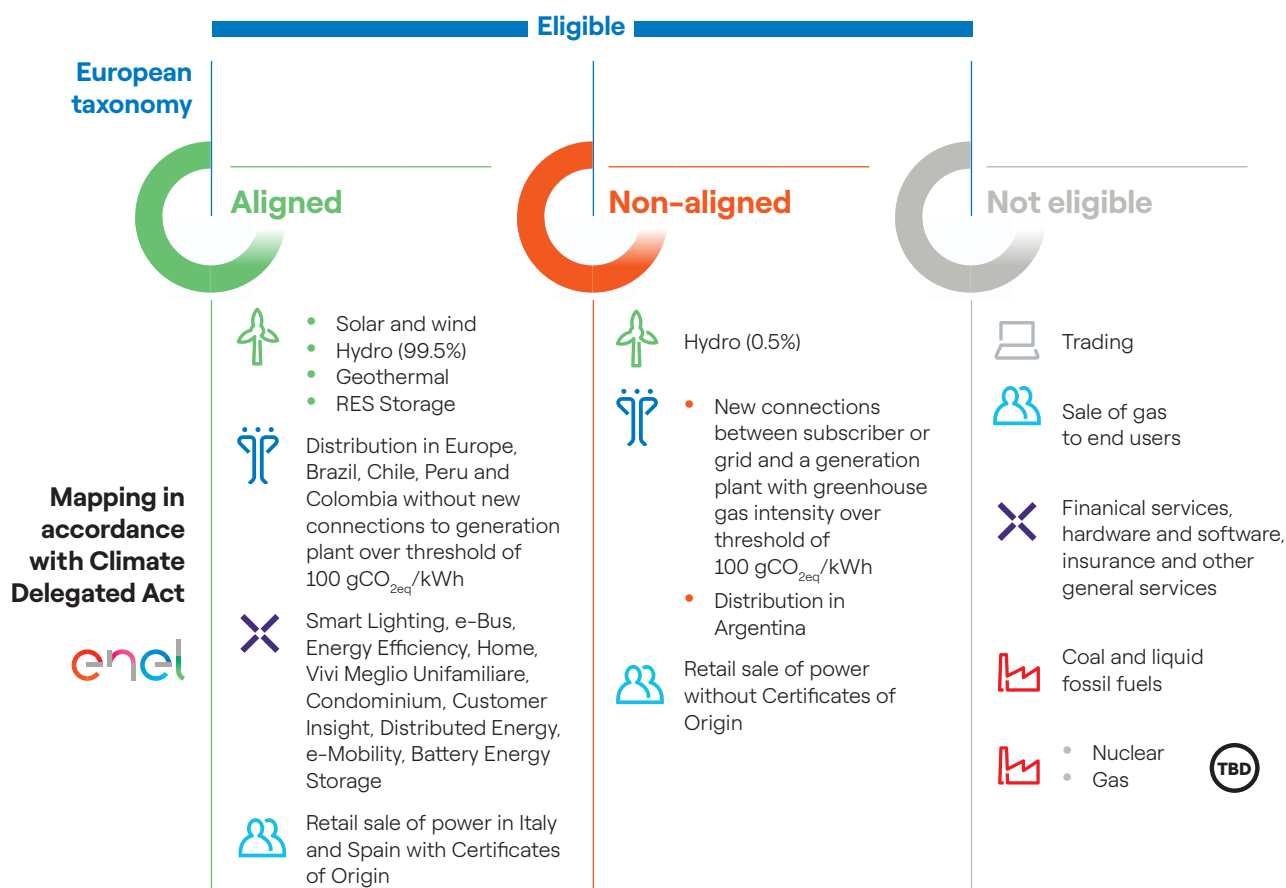 Eligible
European
taxonomy
Aligned
Non-aligned
Not eligible
Mapping in
accordance
with Climate
Delegated Act
enel
• Solar and wind
• Hydro (99.5%)
• Geothermal
• RES Storage
Distribution in Europe,
Brazil, Chile, Peru and
Colombia without new
connections to generation
plant over threshold of
100 gCO2eq/kWh
Smart Lighting, e-Bus,
Energy Efficiency, Home,
Vivi Meglio Unifamiliare,
Condominium, Customer
Insight, Distributed Energy,
e-Mobility, Battery Energy
Storage
Retail sale of power in Italy
and Spain with Certificates
of Origin
Hydro (0.5%)
• New connections
between subscriber or
grid and a generation
plant with greenhouse
gas intensity over
threshold of
100 gCO2eq/kWh
• Distribution in
Argentina
Retail sale of power
without Certificates of
Origin
Trading
Sale of gas
to end users
Finanical services,
hardware and software,
insurance and other
general services
Coal and liquid
fossil fuels
• Nuclear
• Gas
TBD